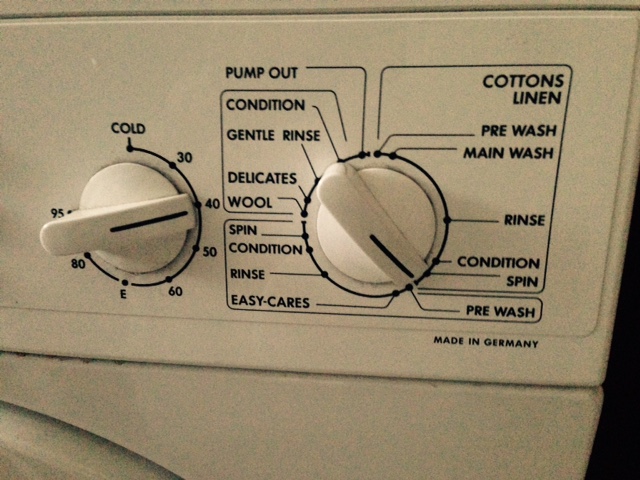 COLD
30
40
50
60
E
80
95
PUMP OUT
CONDITION
GENTLE RINSE
DELICATES
WOOL
SPIN
CONDITION
RINSE
EASY-CARES
COTTONS
LINEN
PRE WASH
MAIN WASH
RINSE
CONDITION
SPIN
PRE WASH
MADE IN GERMANY